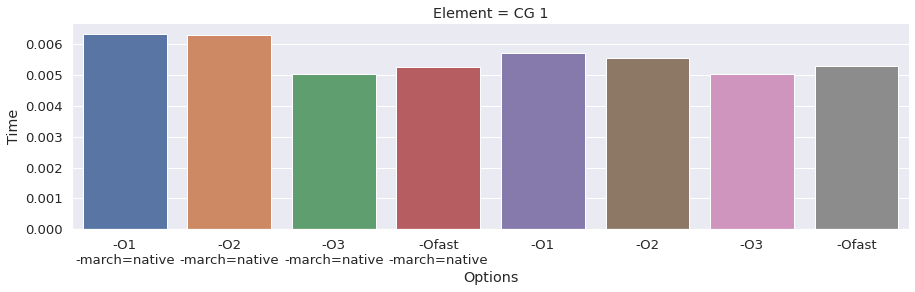 Element = CG 1
0.006
0.005
0.004
0.003
0.002
0.001
0.000
Time
-O1
-march=native
-O2
-march=native
-O3
-march=native
-Ofast
-march=native
-O1
-O2
-O3
-Ofast
Options